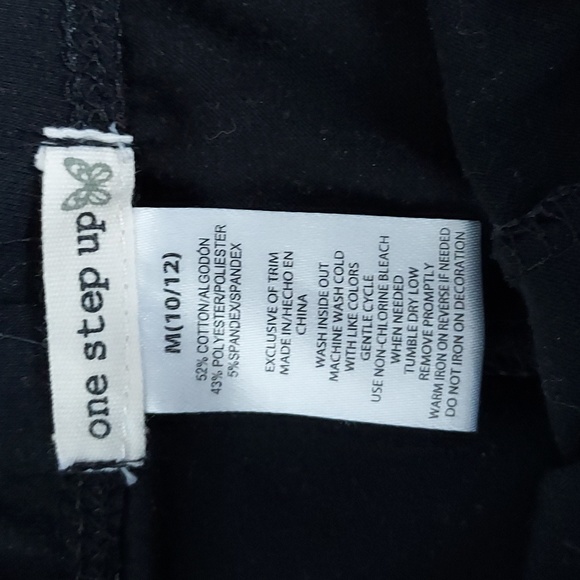 one step up
M(10/12)
52% COTTON/ALGODÓN
43% POLYESTER/POLIESTER
5%SPANDEX/SPANDEX
EXCLUSIVE OF TRIM
MADE IN/HECHO EN
CHINA
WASH INSIDE OUT
MACHINE WASH COLD
WITH LIKE COLORS
GENTLE CYCLE
USE NON-CHLORINE BLEACH
WHEN NEEDED
TUMBLE DRY LOW
REMOVE PROMPTLY
WARM IRON ON REVERSE IF NEEDED
DO NOT IRON ON DECORATION